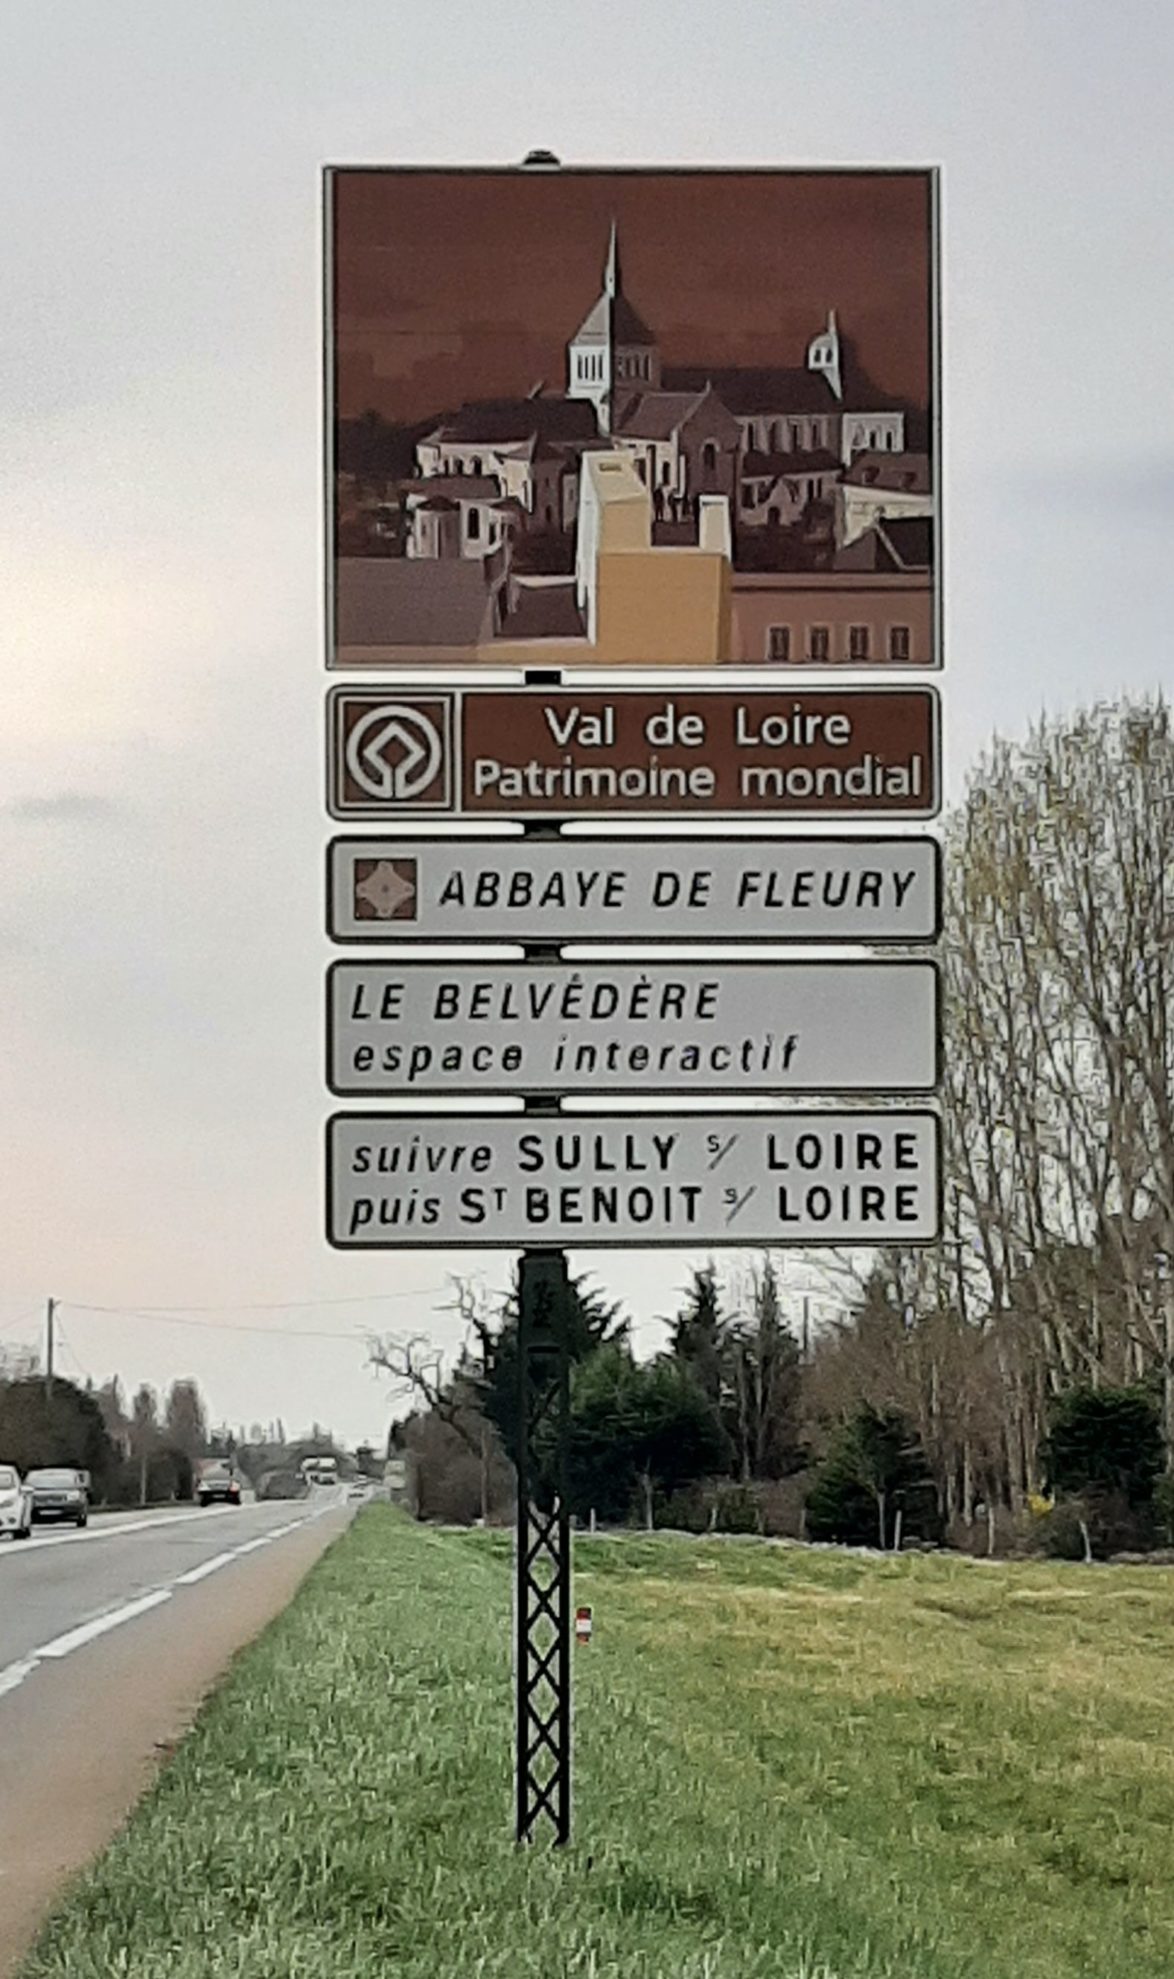 Val de Loire
Patrimoine mondial
ABBAYE DE FLEURY
LE BELVÉDÈRE
espace interactif
suivre SULLY s/ LOIRE
puis ST BENOIT s/ LOIRE